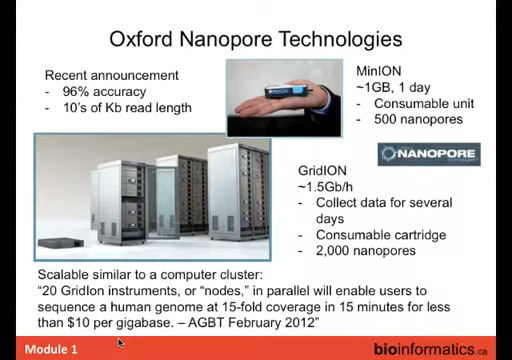 Oxford Nanopore Technologies
Recent announcement
- 96% accuracy
- 10's of Kb read length
MinION
~1GB, 1 day
- Consumable unit
- 500 nanopores
NANOPORE
GridION
~1.5Gb/h
- Collect data for several
days
- Consumable cartridge
- 2,000 nanopores
Scalable similar to a computer cluster:
“20 GridIon instruments, or “nodes,” in parallel will enable users to
sequence a human genome at 15-fold coverage in 15 minutes for less
than $10 per gigabase. – AGBT February 2012”
Module 1
bioinformatics.ca